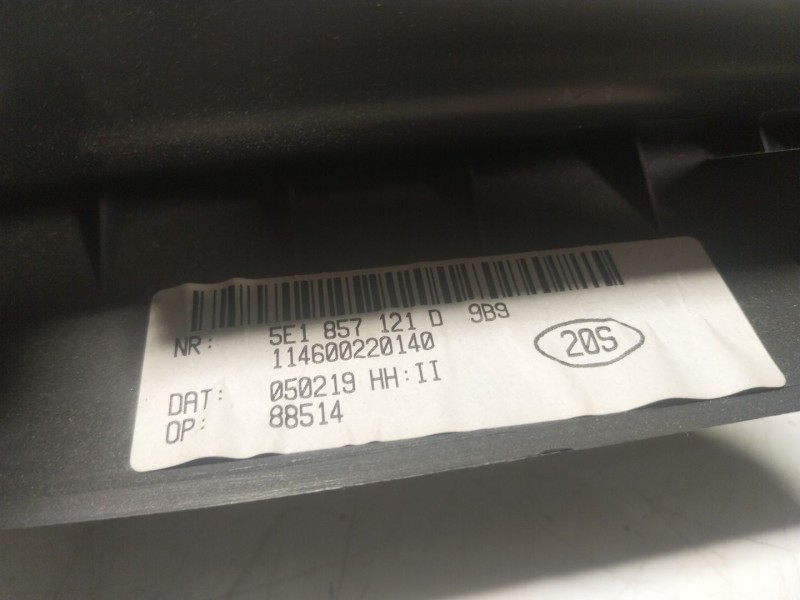 NR: 5E1 857 121 D 9B9
114600220140
DAT: 050219 HH:II
OP: 88514
20S